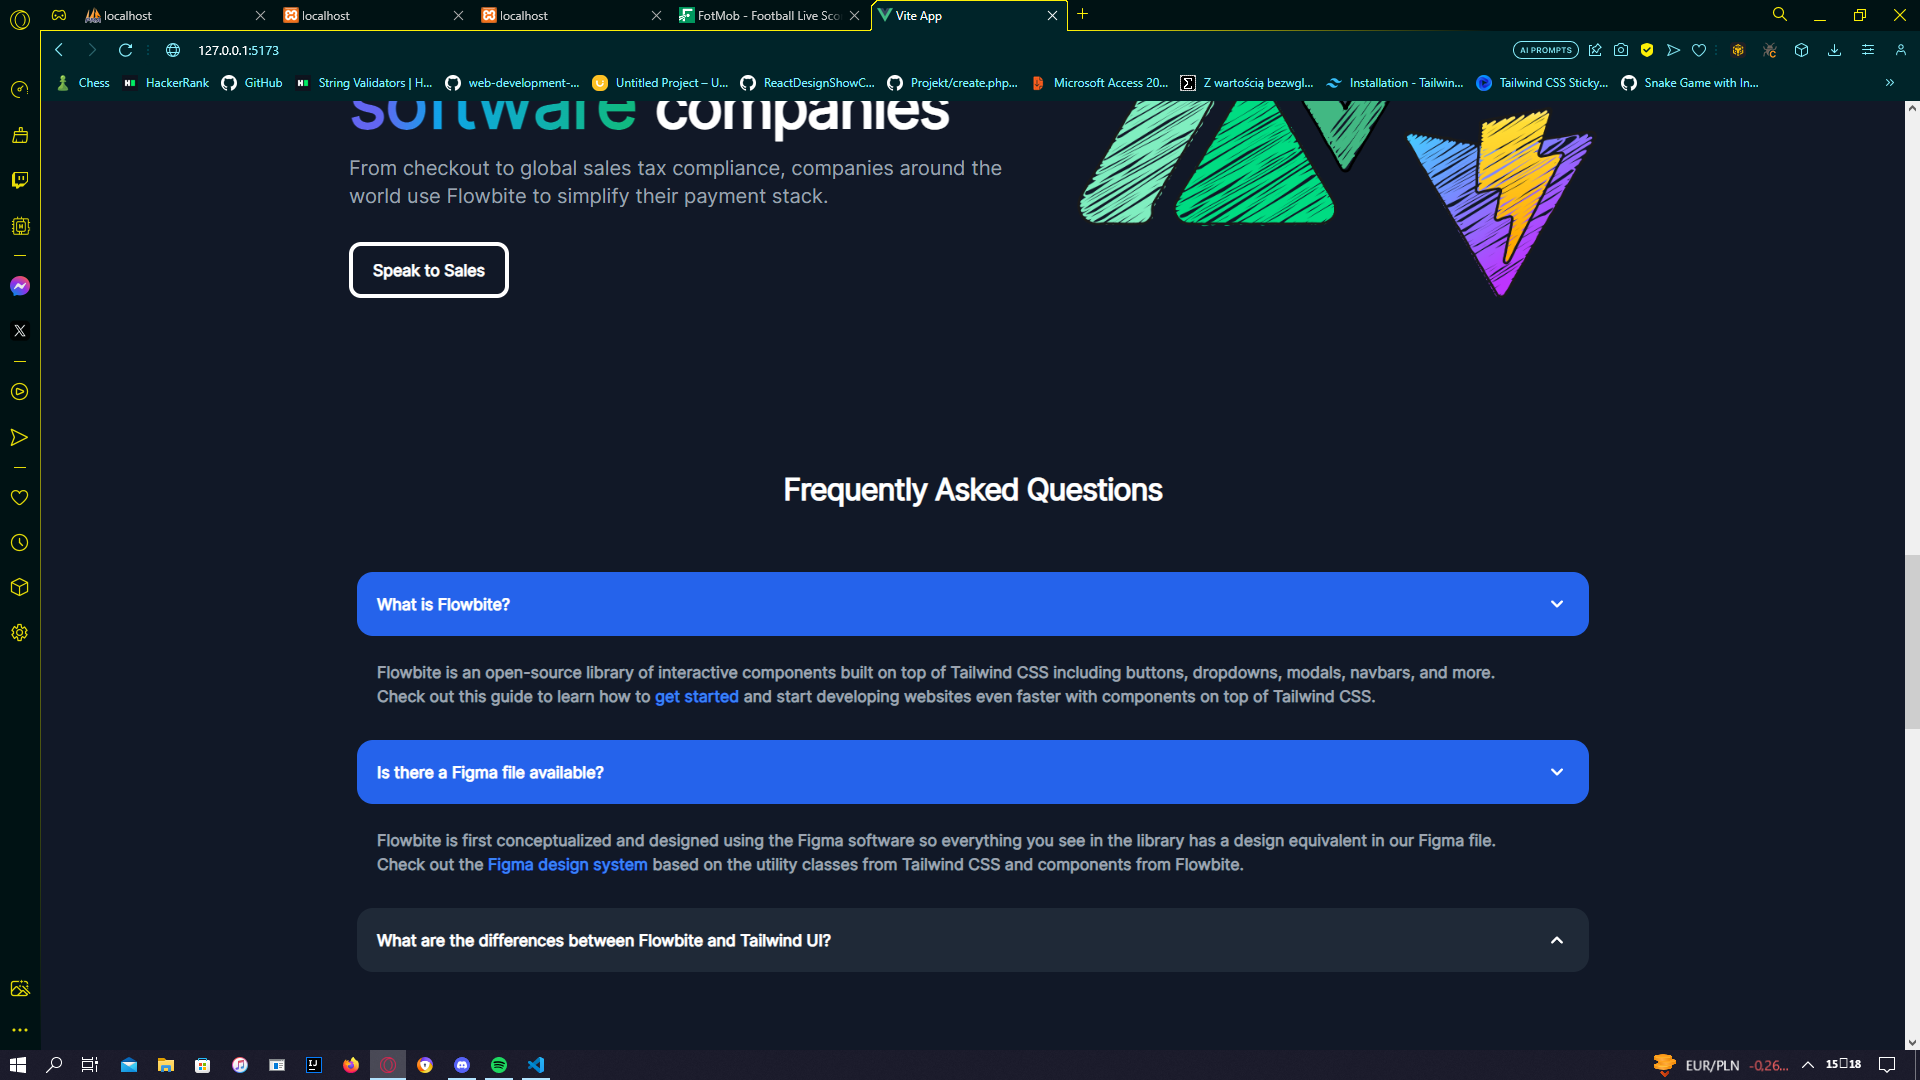 localhost
localhost
localhost
FotMob - Football Live Sco
Vite App
127.0.0.1:5173
AI PROMPTS
Chess
HackerRank
GitHub
String Validators | H...
web-development-...
Untitled Project – U...
ReactDesignShowC...
Projekt/create.php...
Microsoft Access 20...
Z wartością bezwgl...
Installation - Tailwin...
Tailwind CSS Sticky...
Snake Game with In...
software companies
From checkout to global sales tax compliance, companies around the
world use Flowbite to simplify their payment stack.
Speak to Sales
Frequently Asked Questions
What is Flowbite?
Flowbite is an open-source library of interactive components built on top of Tailwind CSS including buttons, dropdowns, modals, navbars, and more.
Check out this guide to learn how to get started and start developing websites even faster with components on top of Tailwind CSS.
Is there a Figma file available?
Flowbite is first conceptualized and designed using the Figma software so everything you see in the library has a design equivalent in our Figma file.
Check out the Figma design system based on the utility classes from Tailwind CSS and components from Flowbite.
What are the differences between Flowbite and Tailwind UI?
EUR/PLN -0,26...
15□18